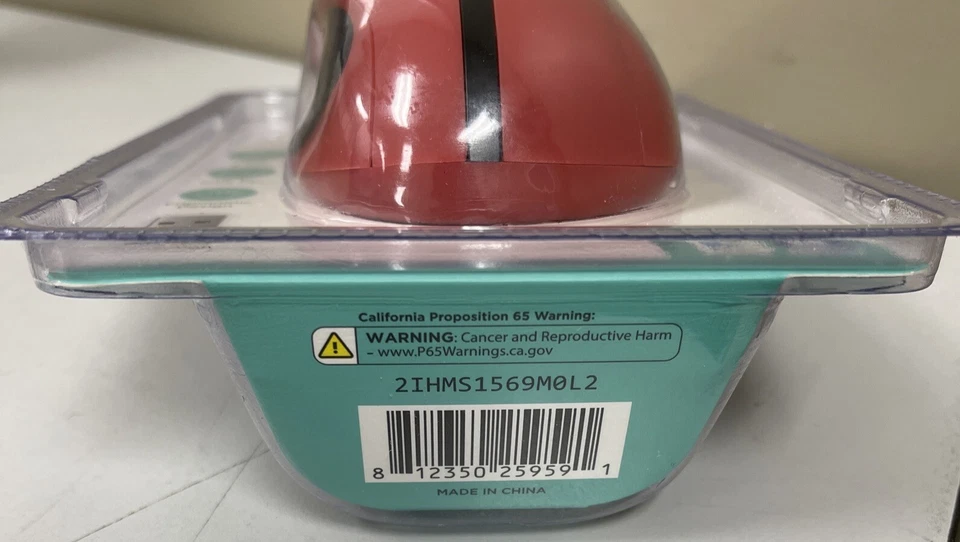 California Proposition 65 Warning:
WARNING: Cancer and Reproductive Harm
- www.P65Warnings.ca.gov
2IHMS1569M0L2
8 12350 25959 1
MADE IN CHINA